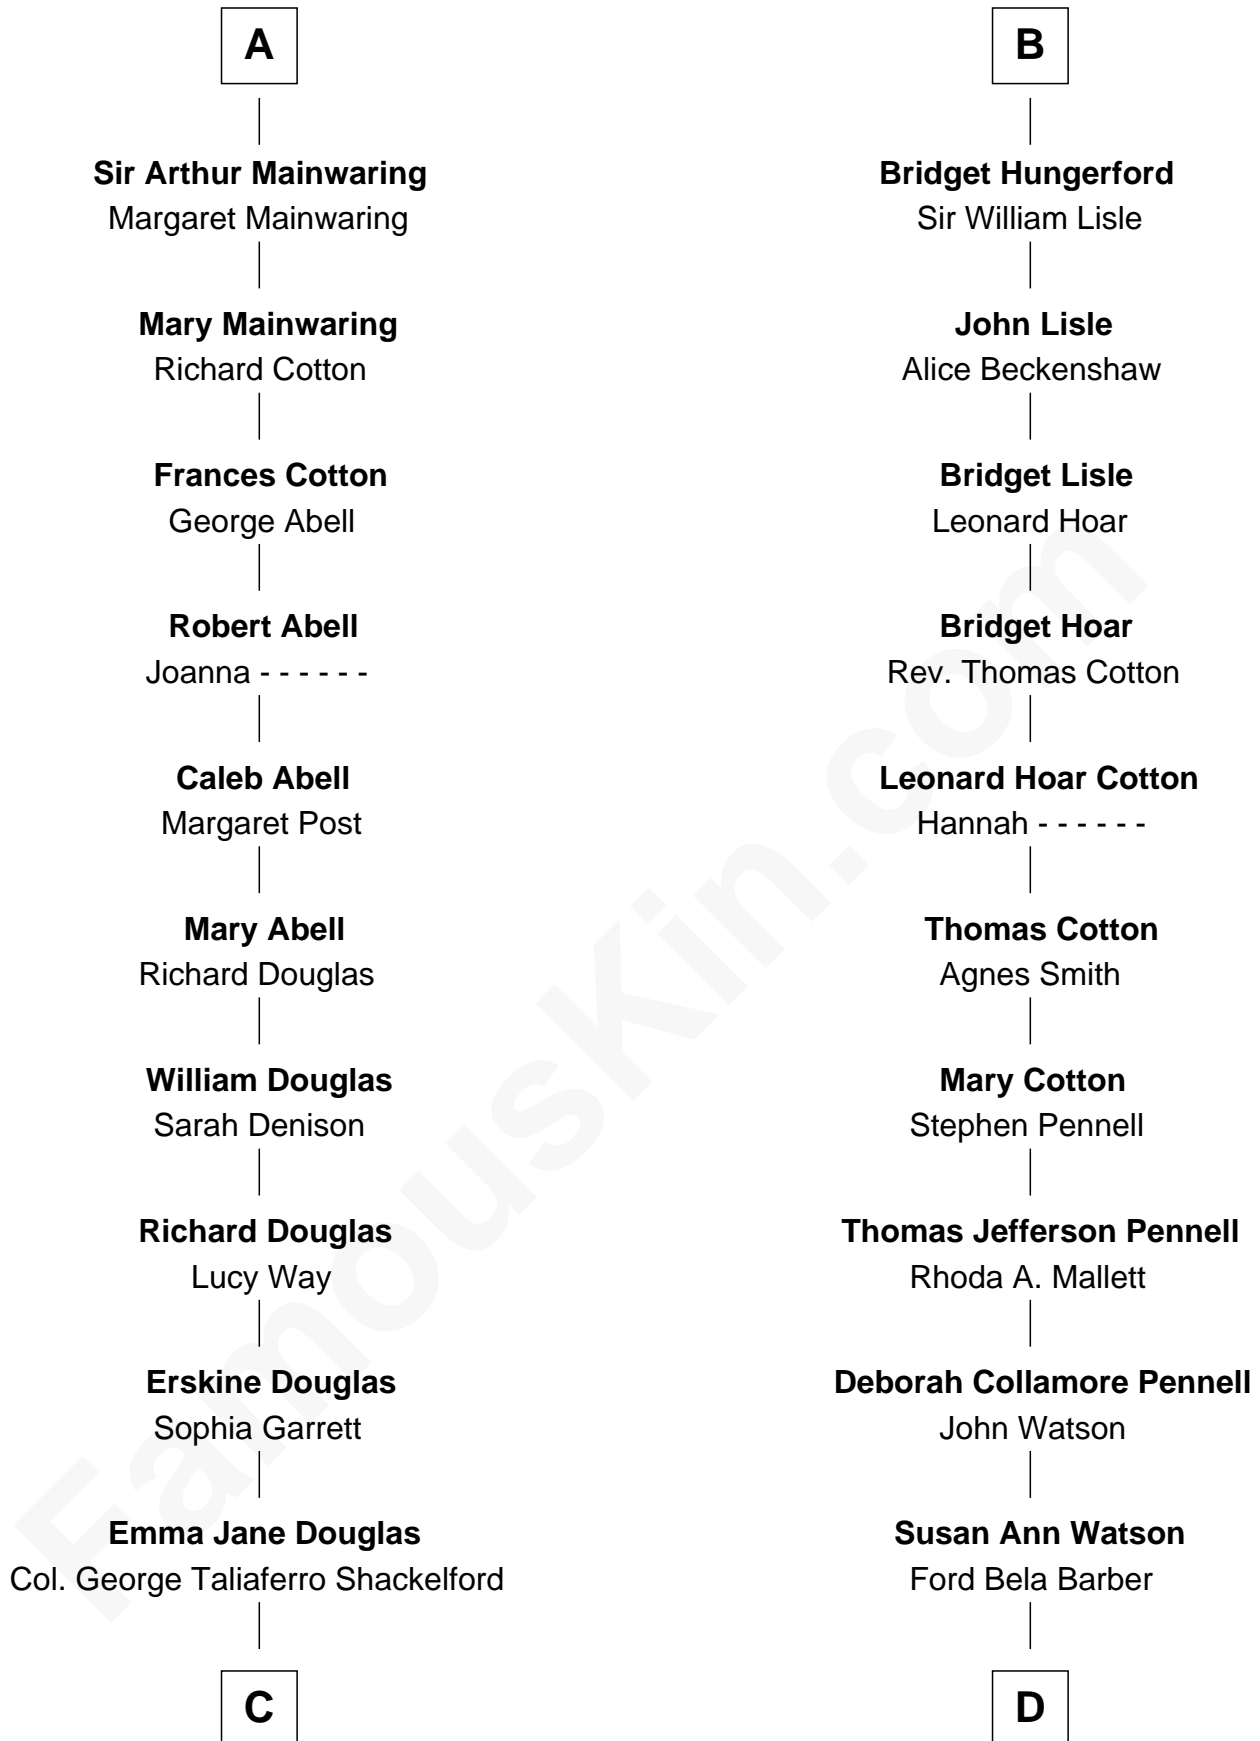 A
Sir Arthur Mainwaring
Margaret Mainwaring
Mary Mainwaring
Richard Cotton
Frances Cotton
George Abell
Robert Abell
Joanna - - - - - -
Caleb Abell
Margaret Post
Mary Abell
Richard Douglas
William Douglas
Sarah Denison
Richard Douglas
Lucy Way
Erskine Douglas
Sophia Garrett
Emma Jane Douglas
Col. George Taliaferro Shackelford
C
B
Bridget Hungerford
Sir William Lisle
John Lisle
Alice Beckenshaw
Bridget Lisle
Leonard Hoar
Bridget Hoar
Rev. Thomas Cotton
Leonard Hoar Cotton
Hannah - - - - - -
Thomas Cotton
Agnes Smith
Mary Cotton
Stephen Pennell
Thomas Jefferson Pennell
Rhoda A. Mallett
Deborah Collamore Pennell
John Watson
Susan Ann Watson
Ford Bela Barber
D
FamousKin.com